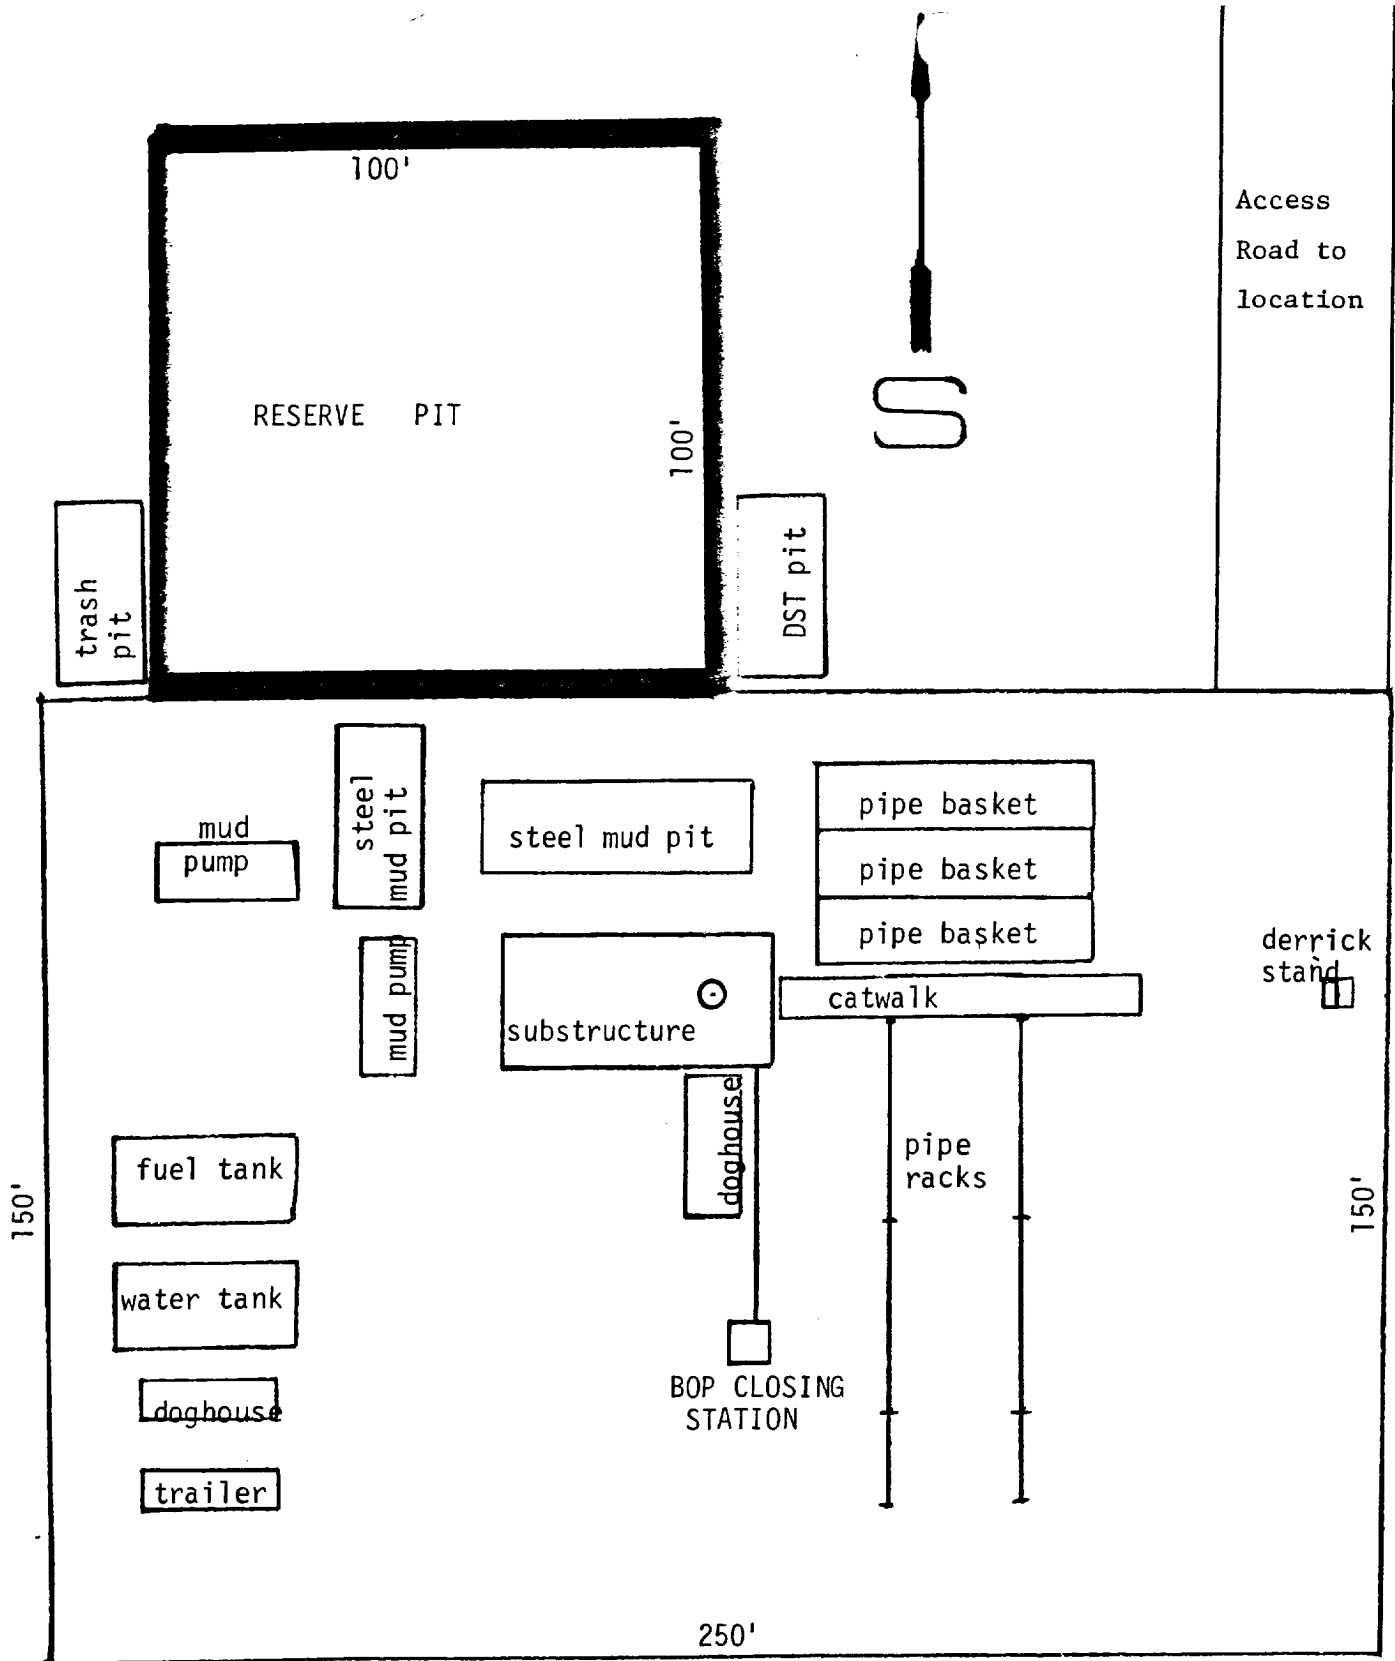 100'
Access
Road to
location
S
RESERVE PIT
100'
trash
pit
DST pit
steel
mud pit
mud
pump
steel mud pit
pipe basket
pipe basket
pipe basket
mud pump
derrick
stand
catwalk
substructure
doghouse
pipe
racks
fuel tank
150'
150'
water tank
BOP CLOSING
STATION
doghouse
trailer
250'